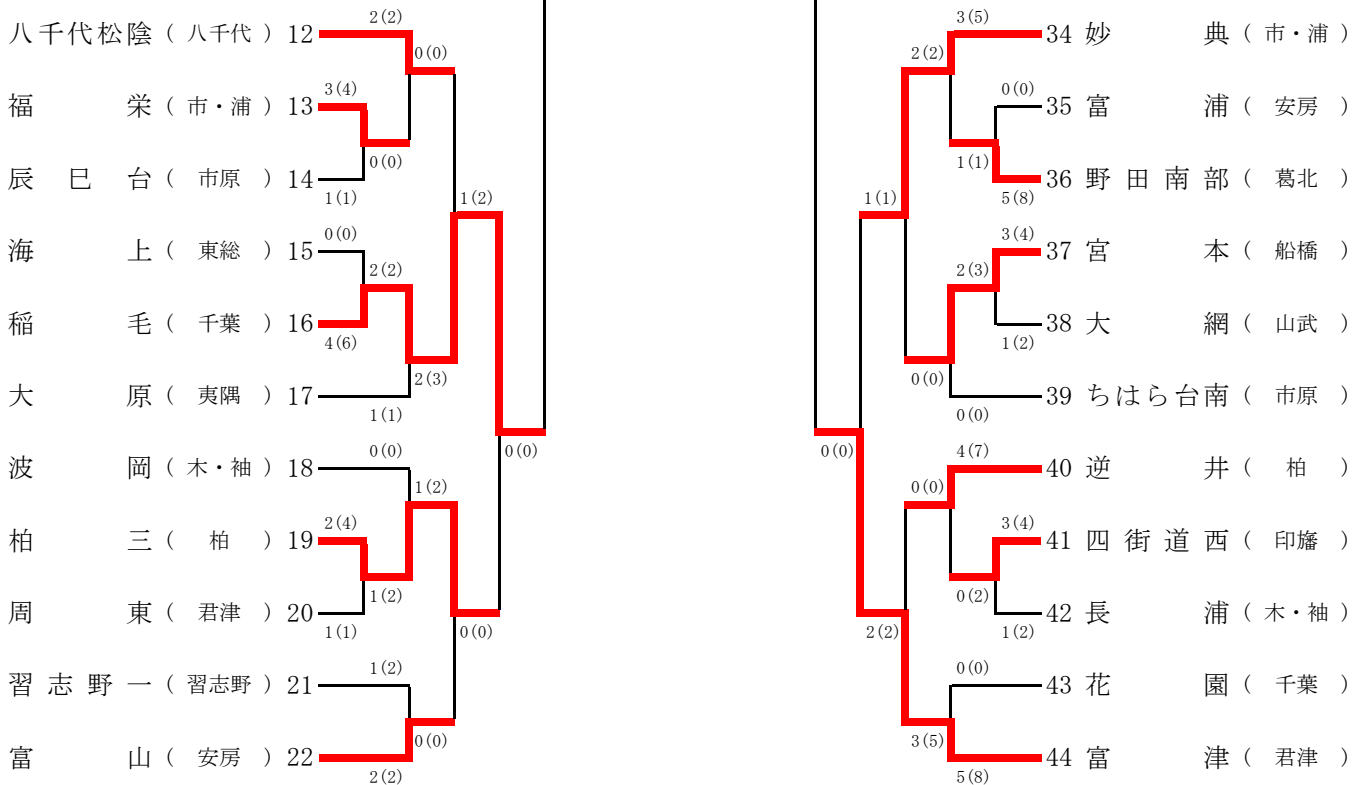 2(2) 3(5)
八千代松陰 ( 八千代 ) 12 0(0) 2(2) 34 妙 典 ( 市・浦 )
3(4) 0(0)
福 栄 ( 市・浦 ) 13 35 富 浦 ( 安房 )
0(0) 1(1)
辰 巳 台 ( 市原 ) 14 36 野 田 南 部 ( 葛北 )
1(1) 1(2) 1(1) 5(8)
0(0) 3(4)
海 上 ( 東総 ) 15 37 宮 本 ( 船橋 )
2(2) 2(3)
稲 毛 ( 千葉 ) 16 38 大 網 ( 山武 )
4(6) 1(2)
2(3) 0(0)
大 原 ( 夷隅 ) 17 39 ちはら台南 ( 市原 )
1(1) 0(0)
0(0) 0(0) 0(0) 4(7)
波 岡 ( 木・袖 ) 18 40 逆 井 ( 柏 )
1(2) 0(0)
2(4) 3(4)
柏 三 ( 柏 ) 19 41 四 街 道 西 ( 印旛 )
1(2) 0(2)
周 東 ( 君津 ) 20 42 長 浦 ( 木・袖 )
1(1) 0(0) 2(2) 1(2)
1(2) 0(0)
習 志 野 一 ( 習志野 ) 21 43 花 園 ( 千葉 )
0(0) 3(5)
富 山 ( 安房 ) 22 44 富 津 ( 君津 )
2(2) 5(8)